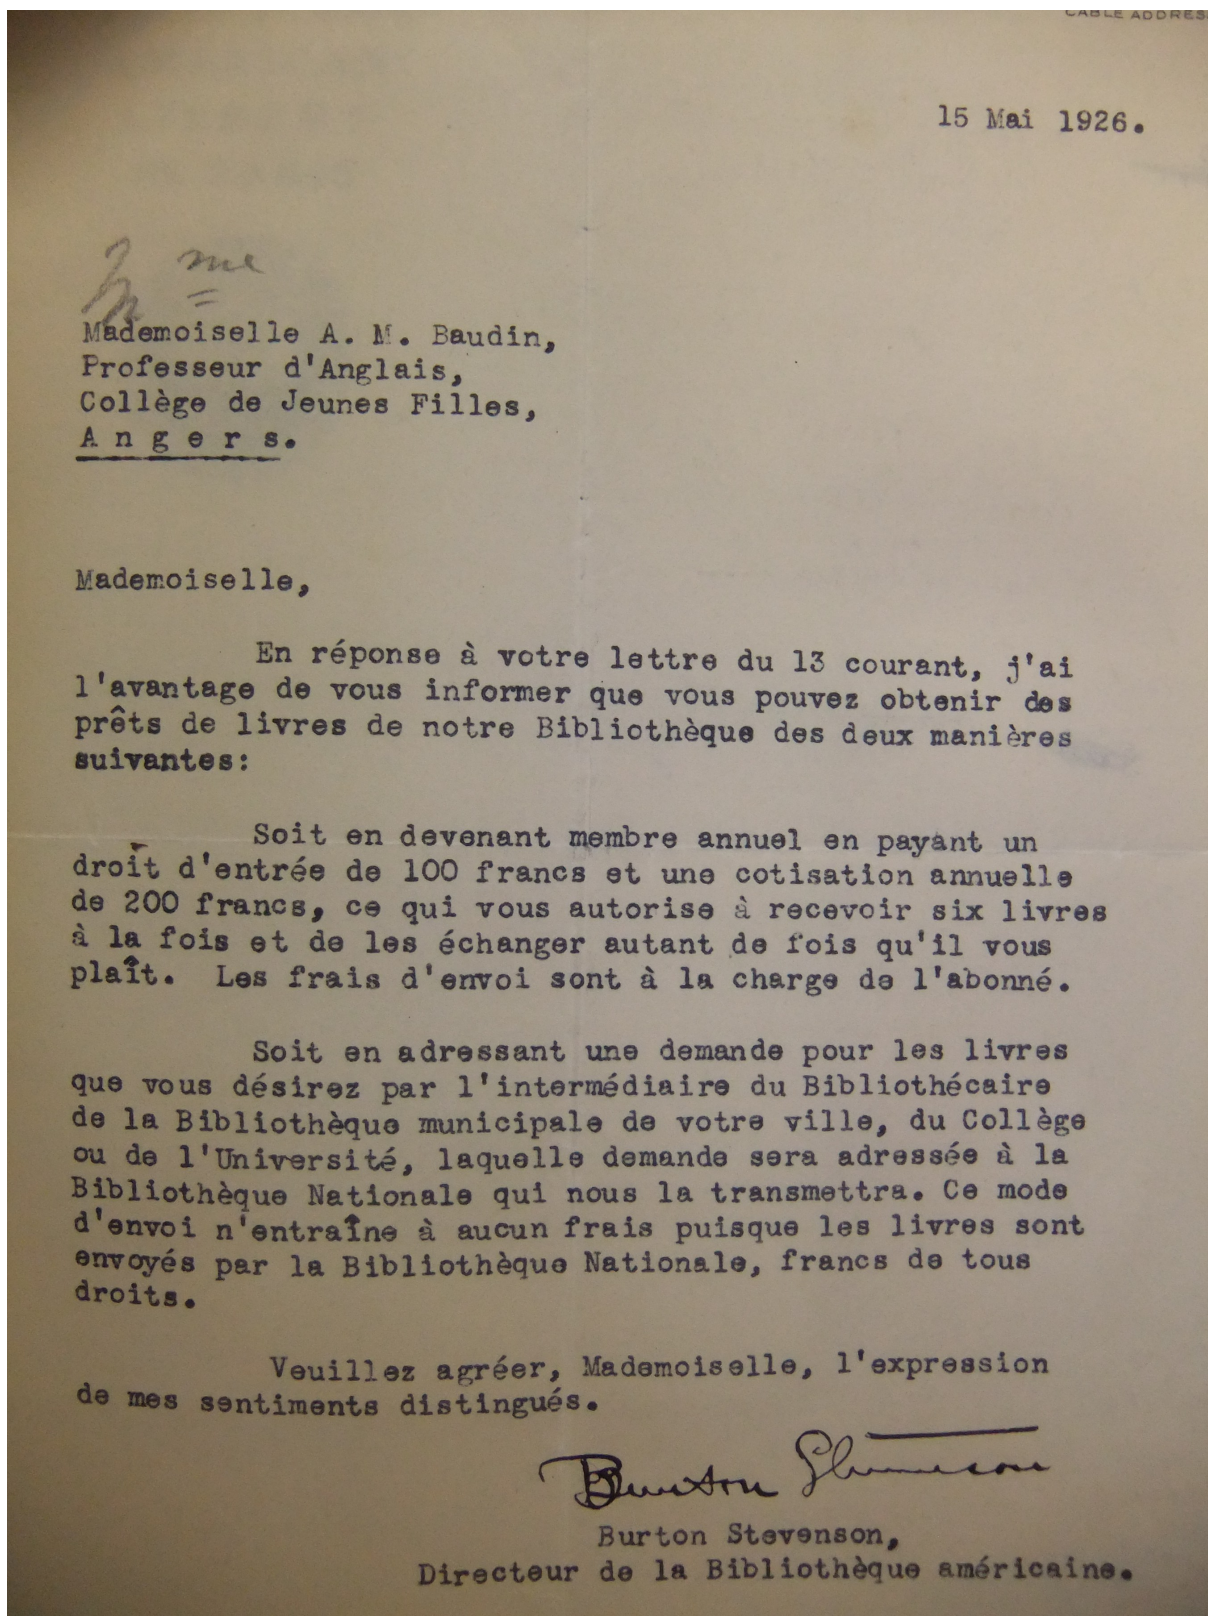 CABLE ADDRES
15 Mai 1926.
Mme
Mademoiselle A. M. Baudin,
Professeur d'Anglais,
Collège de Jeunes Filles,
A n g e r s.
Mademoiselle,
En réponse à votre lettre du 13 courant, j'ai
l'avantage de vous informer que vous pouvez obtenir des
prêts de livres de notre Bibliothèque des deux manières
suivantes:
Soit en devenant membre annuel en payant un
droit d'entrée de 100 francs et une cotisation annuelle
de 200 francs, ce qui vous autorise à recevoir six livres
à la fois et de les échanger autant de fois qu'il vous
plaît. Les frais d'envoi sont à la charge de l'abonné.
Soit en adressant une demande pour les livres
que vous désirez par l'intermédiaire du Bibliothécaire
de la Bibliothèque municipale de votre ville, du Collège
ou de l'Université, laquelle demande sera adressée à la
Bibliothèque Nationale qui nous la transmettra. Ce mode
d'envoi n'entraîne à aucun frais puisque les livres sont
envoyés par la Bibliothèque Nationale, francs de tous
droits.
Veuillez agréer, Mademoiselle, l'expression
de mes sentiments distingués.
Burton Stevenson
Burton Stevenson,
Directeur de la Bibliothèque américaine.